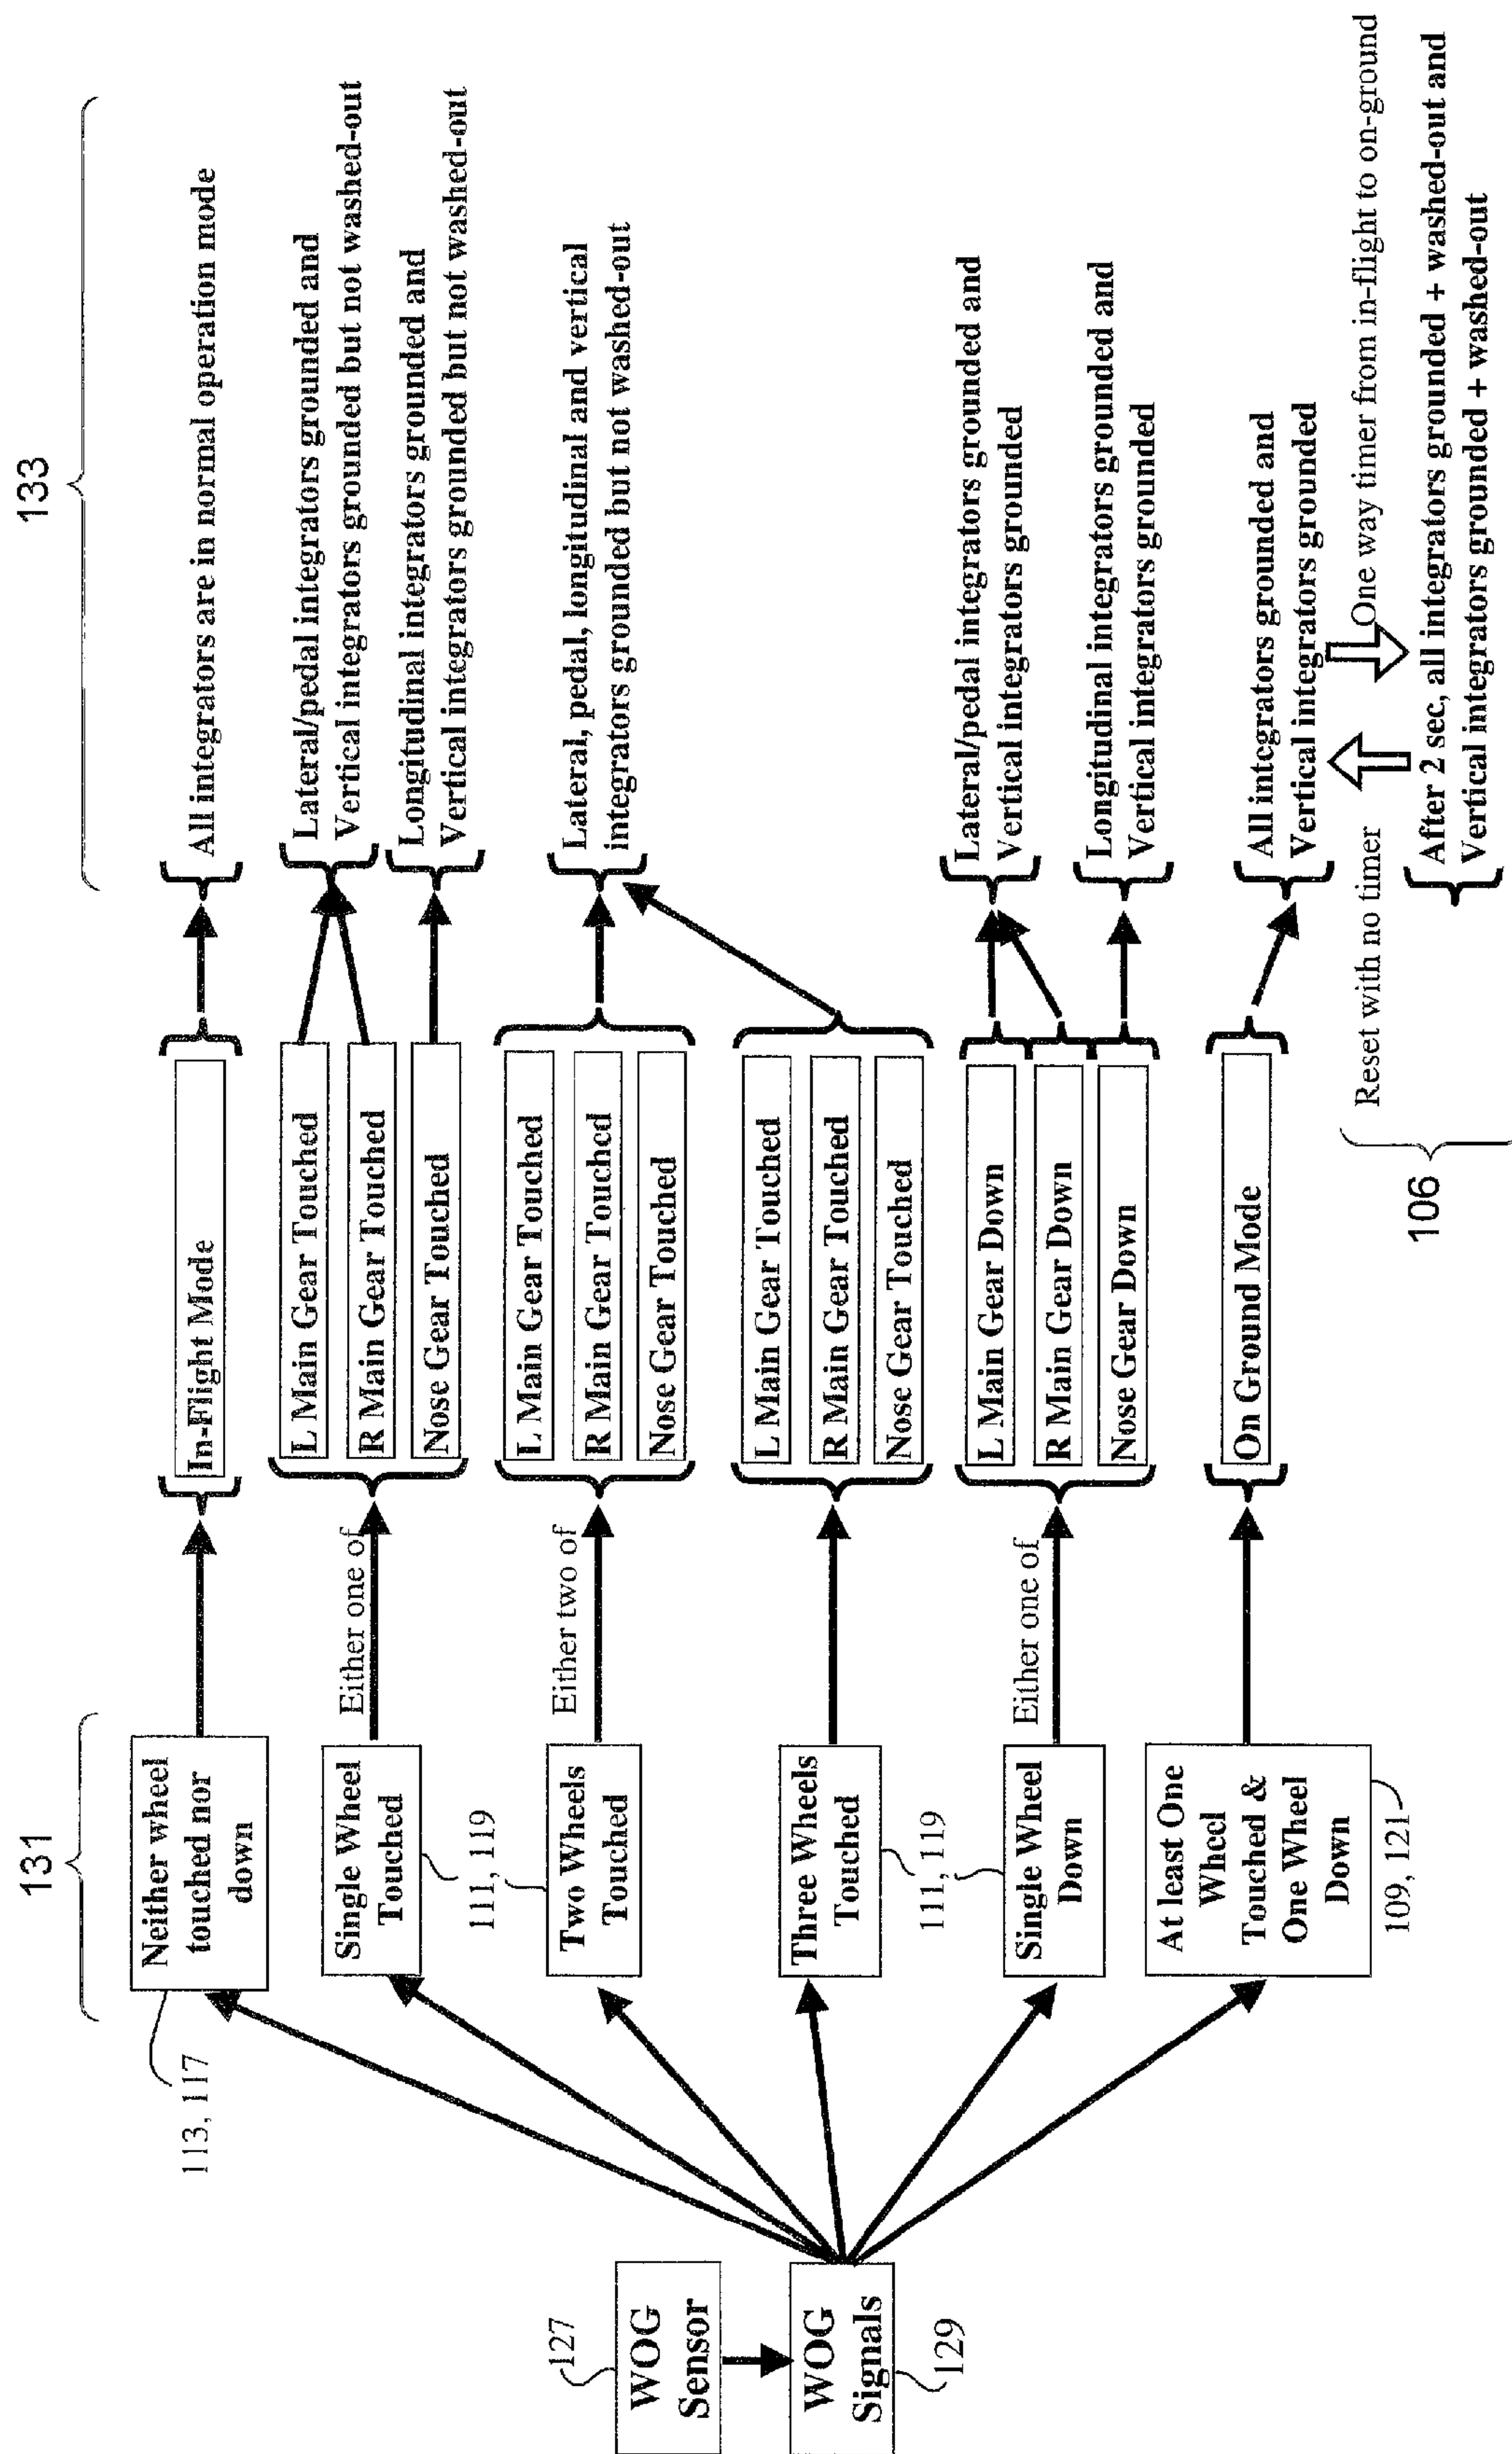 131
133
127
WOG
Sensor
WOG
Signals
129
113, 117
Neither wheel
touched nor
down
In-Flight Mode
All integrators are in normal operation mode
Single Wheel
Touched
Either one of
L Main Gear Touched
R Main Gear Touched
Nose Gear Touched
Lateral/pedal integrators grounded and
Vertical integrators grounded but not washed-out
Longitudinal integrators grounded and
Vertical integrators grounded but not washed-out
111, 119
Two Wheels
Touched
Either two of
L Main Gear Touched
R Main Gear Touched
Nose Gear Touched
Lateral, pedal, longitudinal and vertical
integrators grounded but not washed-out
Three Wheels
Touched
L Main Gear Touched
R Main Gear Touched
Nose Gear Touched
111, 119
Single Wheel
Down
Either one of
L Main Gear Down
R Main Gear Down
Nose Gear Down
Lateral/pedal integrators grounded and
Vertical integrators grounded
Longitudinal integrators grounded and
Vertical integrators grounded
At least One
Wheel
Touched &
One Wheel
Down
109, 121
On Ground Mode
All integrators grounded and
Vertical integrators grounded
Reset with no timer
One way timer from in-flight to on-ground
106
After 2 sec, all integrators grounded + washed-out and
Vertical integrators grounded + washed-out